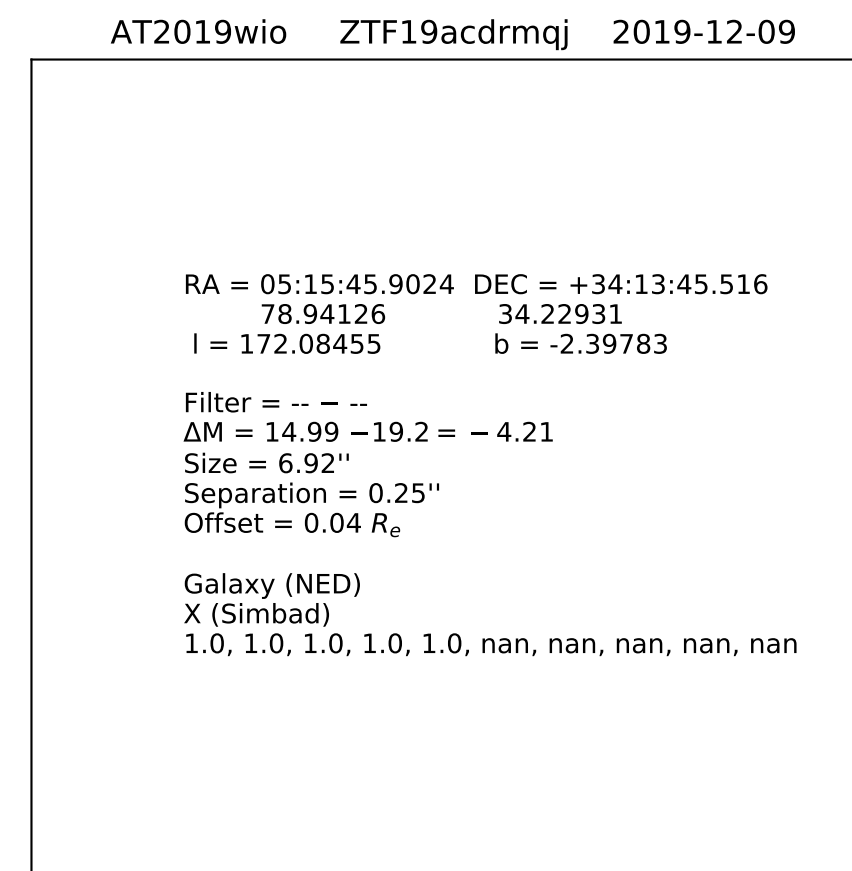 AT2019wio ZTF19acdrmqj 2019-12-09
RA = 05:15:45.9024 DEC = +34:13:45.516
78.94126 34.22931
l = 172.08455 b = -2.39783
Filter = -- − --
ΔM = 14.99 −19.2 = − 4.21
Size = 6.92''
Separation = 0.25''
Offset = 0.04 Re
Galaxy (NED)
X (Simbad)
1.0, 1.0, 1.0, 1.0, 1.0, nan, nan, nan, nan, nan